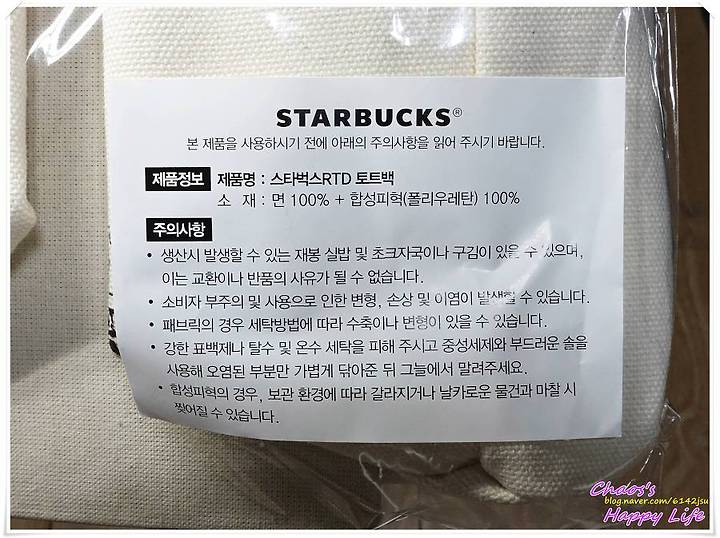 STARBUCKS®
본 제품을 사용하시기 전에 아래의 주의사항을 읽어 주시기 바랍니다.
제품정보 제품명 : 스타벅스RTD 토트백
소 재 : 면 100% + 합성피혁(폴리우레탄) 100%
주의사항
• 생산시 발생할 수 있는 재봉 실밥 및 초크자국이나 구김이 있을 수 있으며,
이는 교환이나 반품의 사유가 될 수 없습니다.
• 소비자 부주의 및 사용으로 인한 변형, 손상 및 이염이 발생할 수 있습니다.
• 패브릭의 경우 세탁방법에 따라 수축이나 변형이 있을 수 있습니다.
• 강한 표백제나 탈수 및 온수 세탁을 피해 주시고 중성세제와 부드러운 솔을
사용해 오염된 부분만 가볍게 닦아준 뒤 그늘에서 말려주세요.
• 합성피혁의 경우, 보관 환경에 따라 갈라지거나 날카로운 물건과 마찰 시
찢어질 수 있습니다.
Chaos's
blog.naver.com/6142jsu
Happy Life